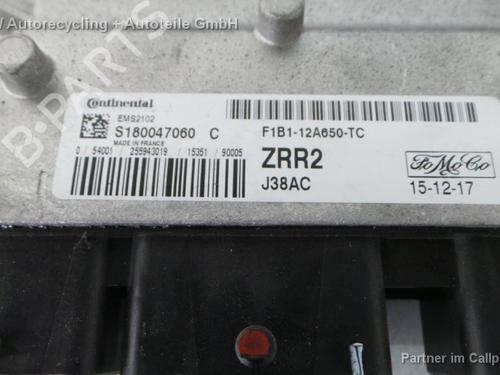 / Autorecycling + Autoteile GmbH
B-PARTS
Continental
EMS2102
S180047060 C
MADE IN FRANCE
0 / 54001 / 255943019 / 15351 / 90005
F1B1-12A650-TC
ZRR2
J38AC
FoMoCo
15-12-17
Partner im Callp